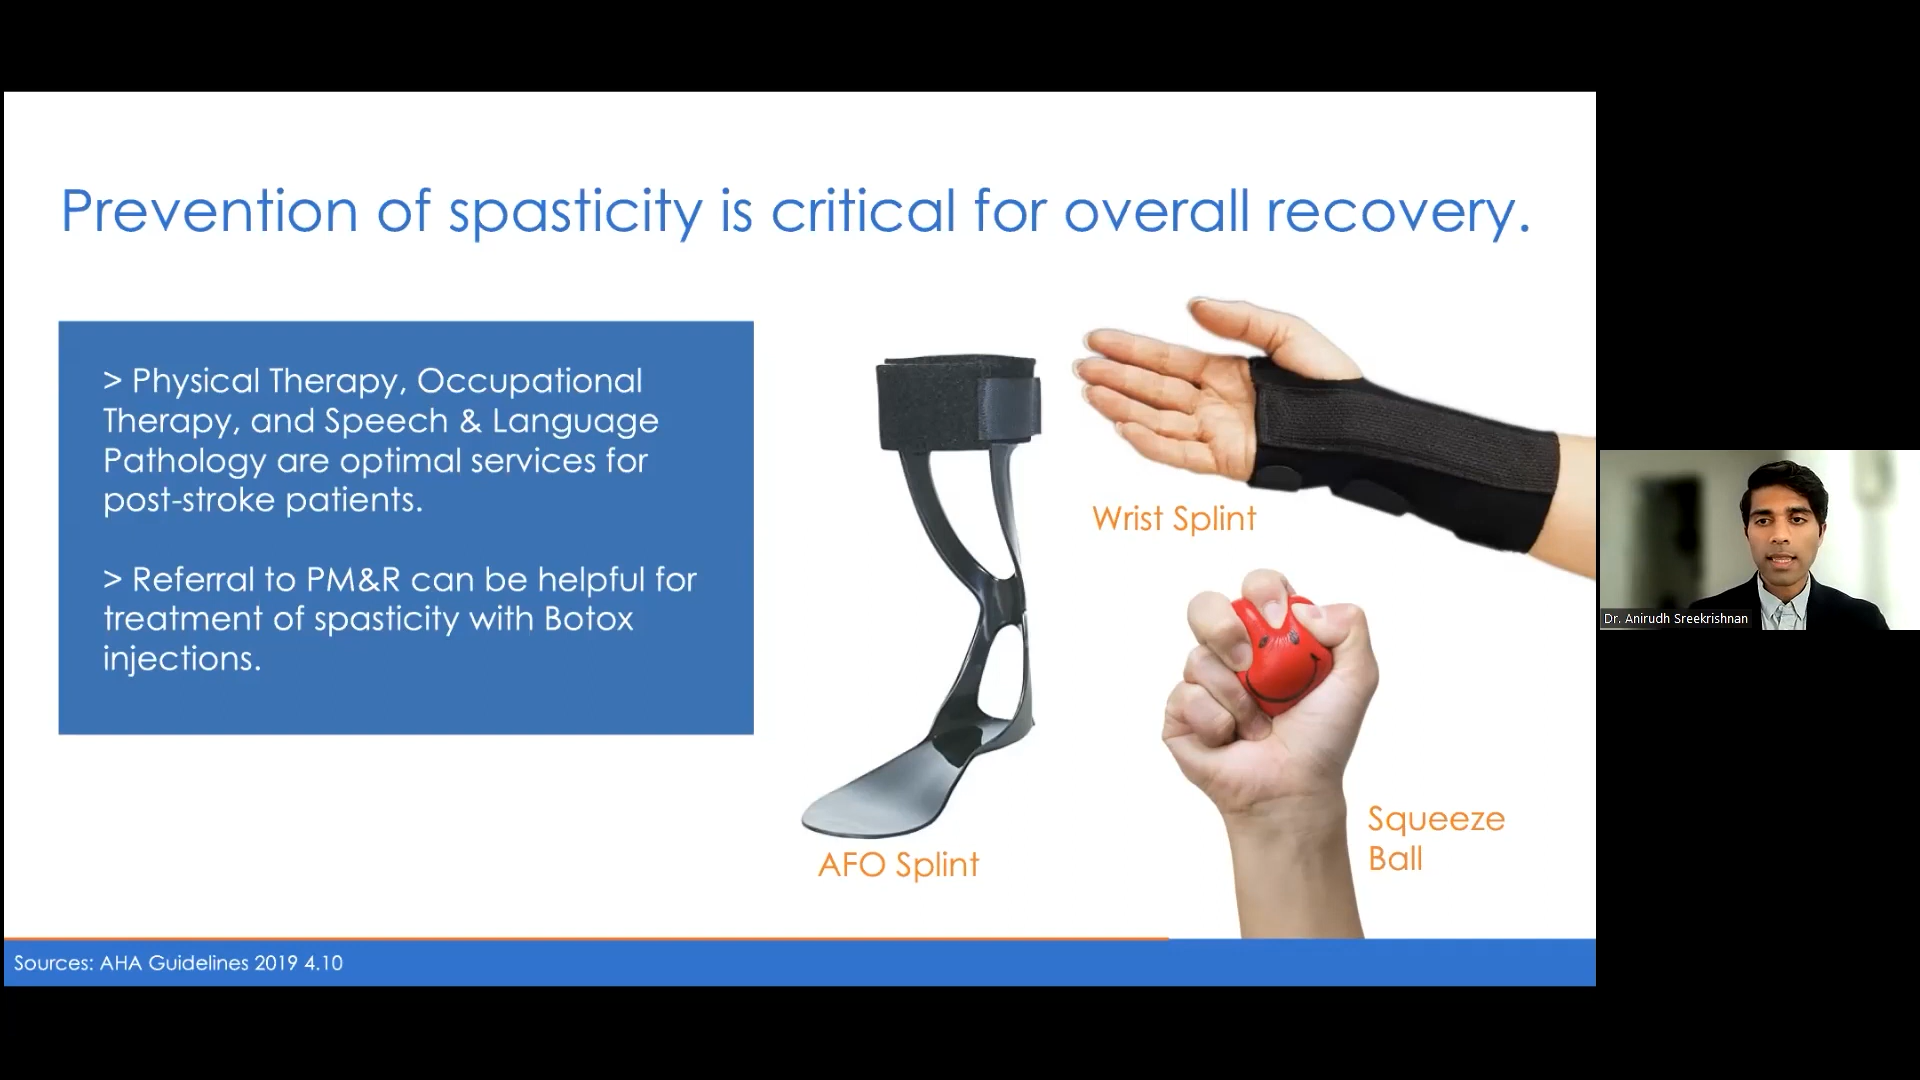 Prevention of spasticity is critical for overall recovery.
> Physical Therapy, Occupational
Therapy, and Speech & Language
Pathology are optimal services for
post-stroke patients.
> Referral to PM&R can be helpful for
treatment of spasticity with Botox
injections.
Wrist Splint
AFO Splint
Squeeze
Ball
Sources: AHA Guidelines 2019 4.10
Dr. Anirudh Sreekrishnan